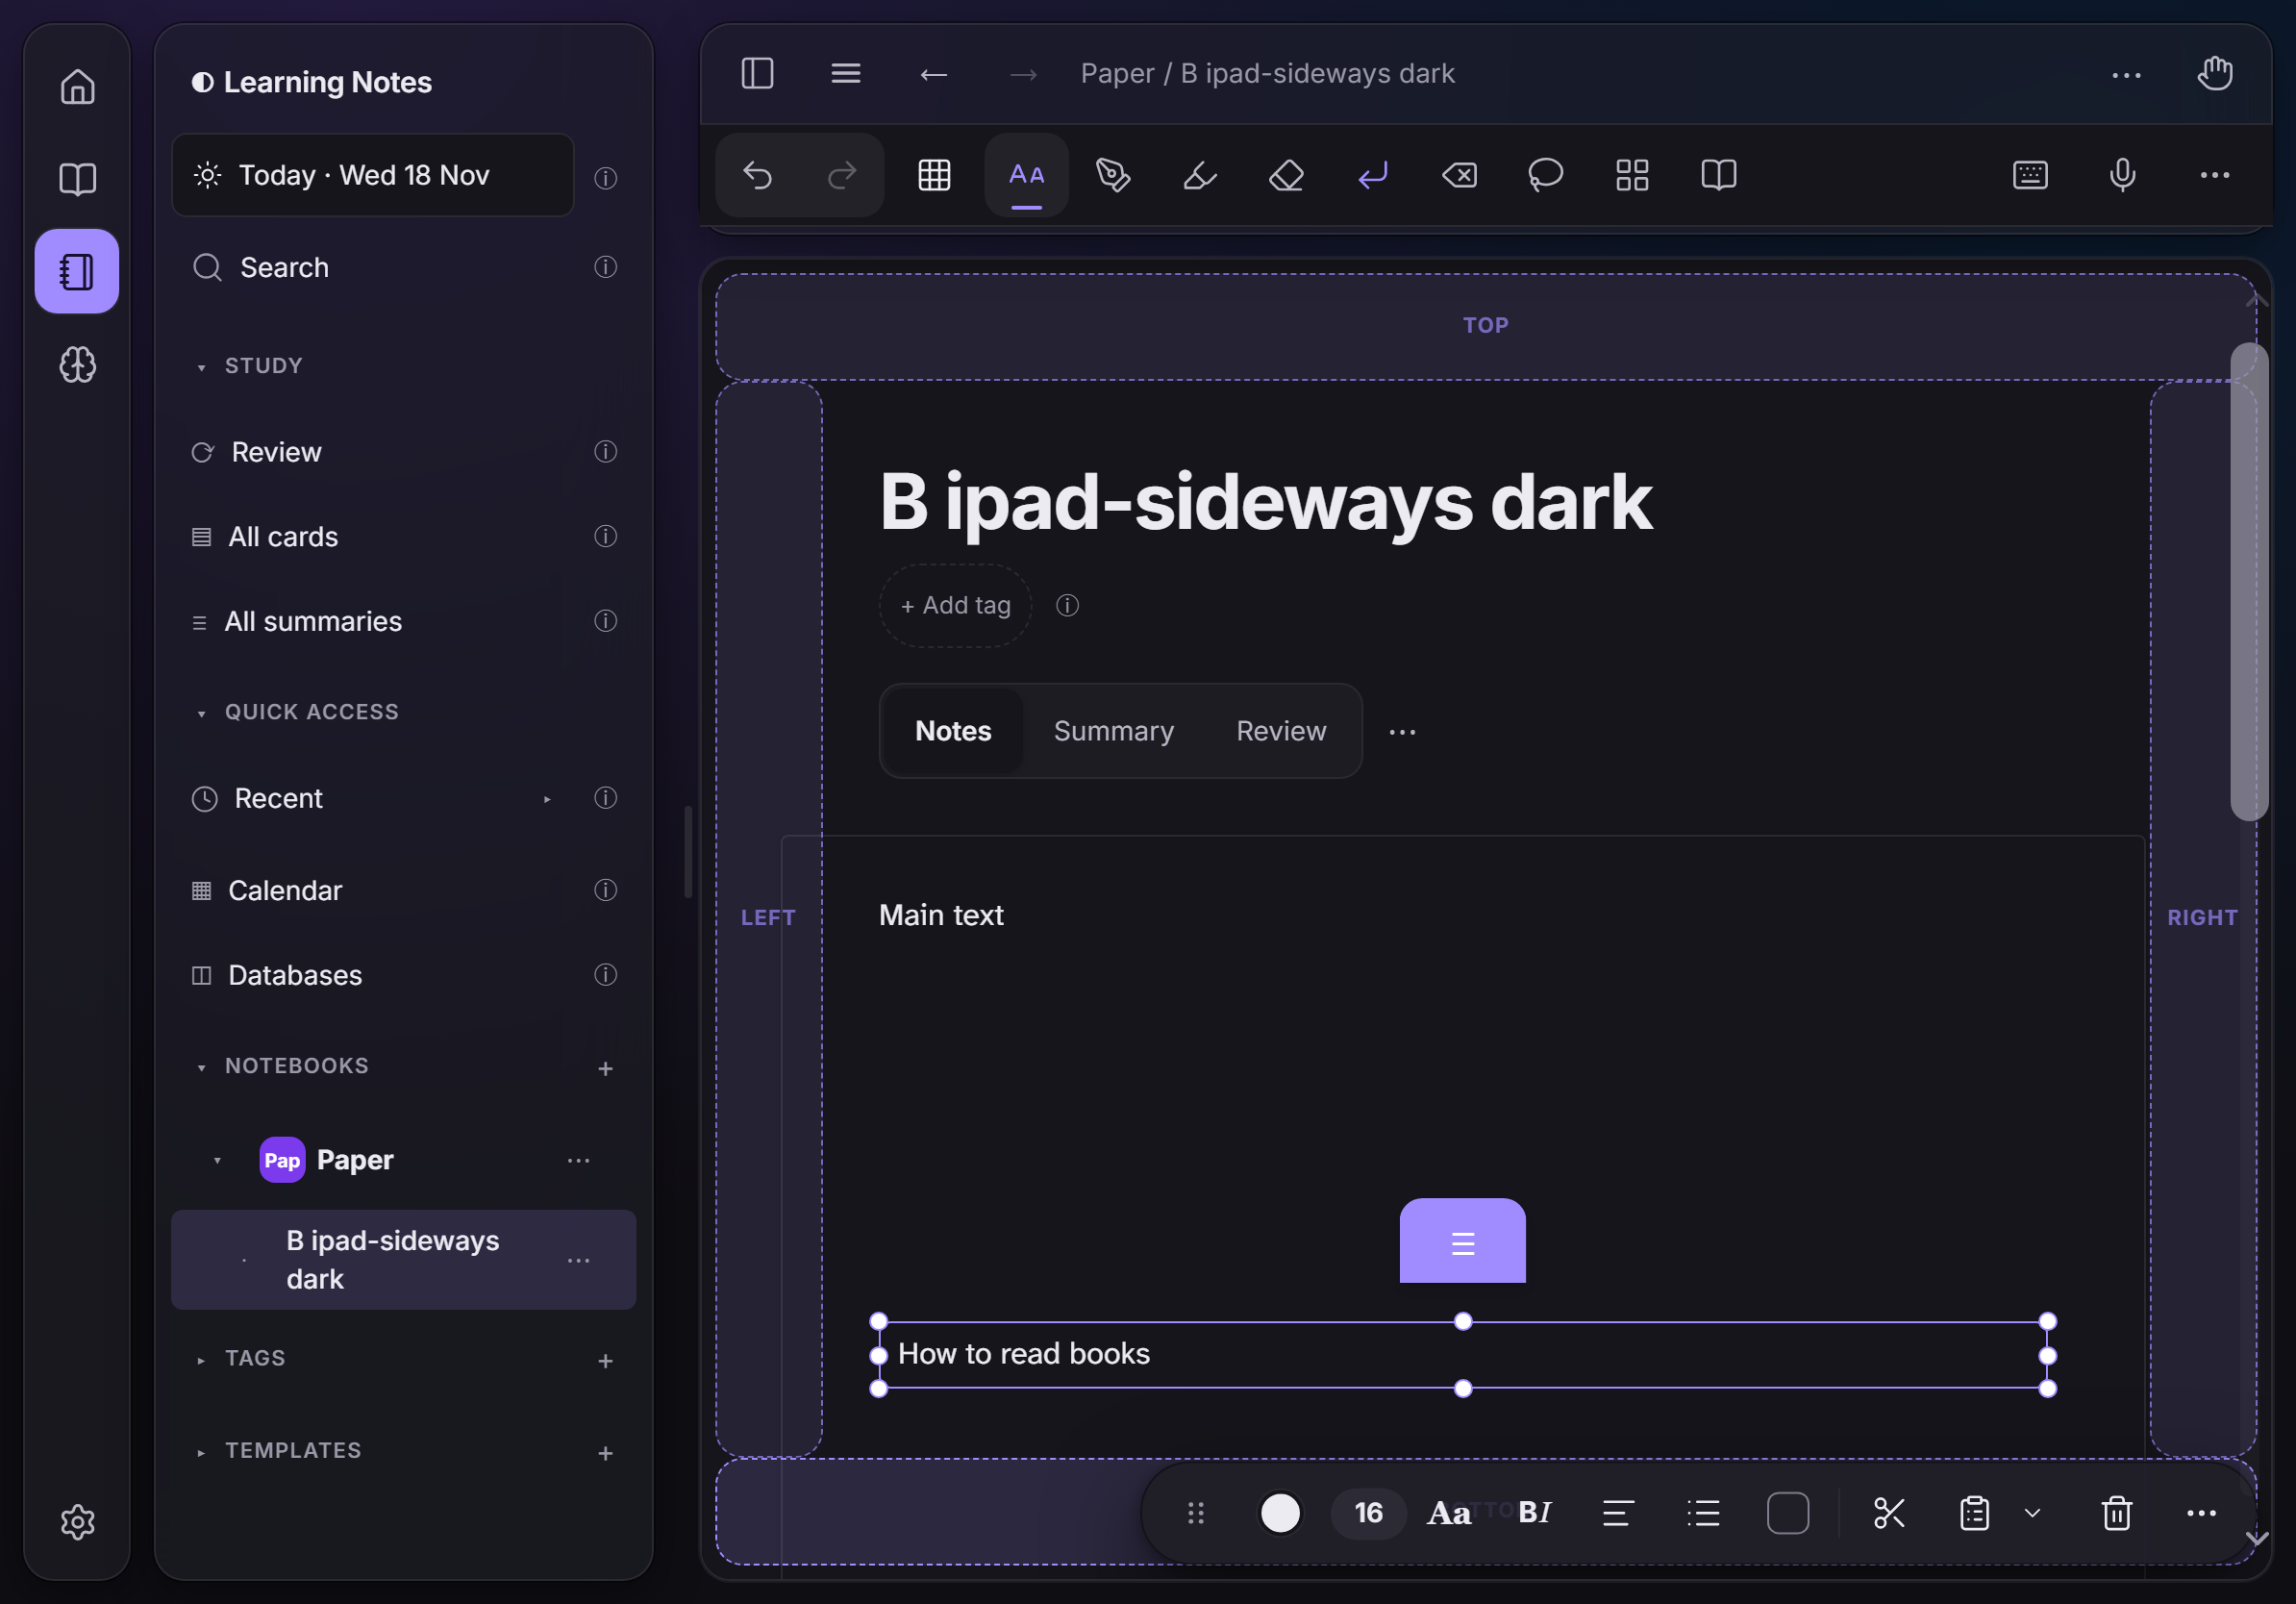 Learning Notes
Today · Wed 18 Nov
Search
STUDY
Review
All cards
All summaries
QUICK ACCESS
Recent
Calendar
Databases
NOTEBOOKS
+
Pap Paper
B ipad-sideways
dark
TAGS
+
TEMPLATES
+
Paper / B ipad-sideways dark
AA
TOP
B ipad-sideways dark
+ Add tag
Notes Summary Review
LEFT
Main text
RIGHT
How to read books
16 Aa BI